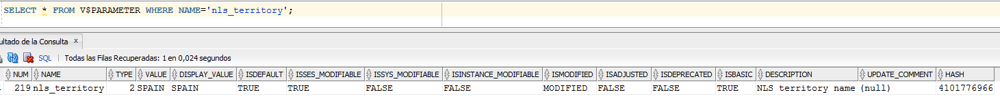 SELECT * FROM V$PARAMETER WHERE NAME='nls_territory';
ultado de la Consulta x
SQL | Todas las Filas Recuperadas: 1 en 0,024 segundos
NUM NAME TYPE VALUE DISPLAY_VALUE ISDEFAULT ISSES_MODIFIABLE ISSYS_MODIFIABLE ISINSTANCE_MODIFIABLE ISMODIFIED ISADJUSTED ISDEPRECATED ISBASIC DESCRIPTION UPDATE_COMMENT HASH
219 nls_territory 2 SPAIN SPAIN TRUE TRUE FALSE FALSE MODIFIED FALSE FALSE TRUE NLS territory name (null) 4101776966